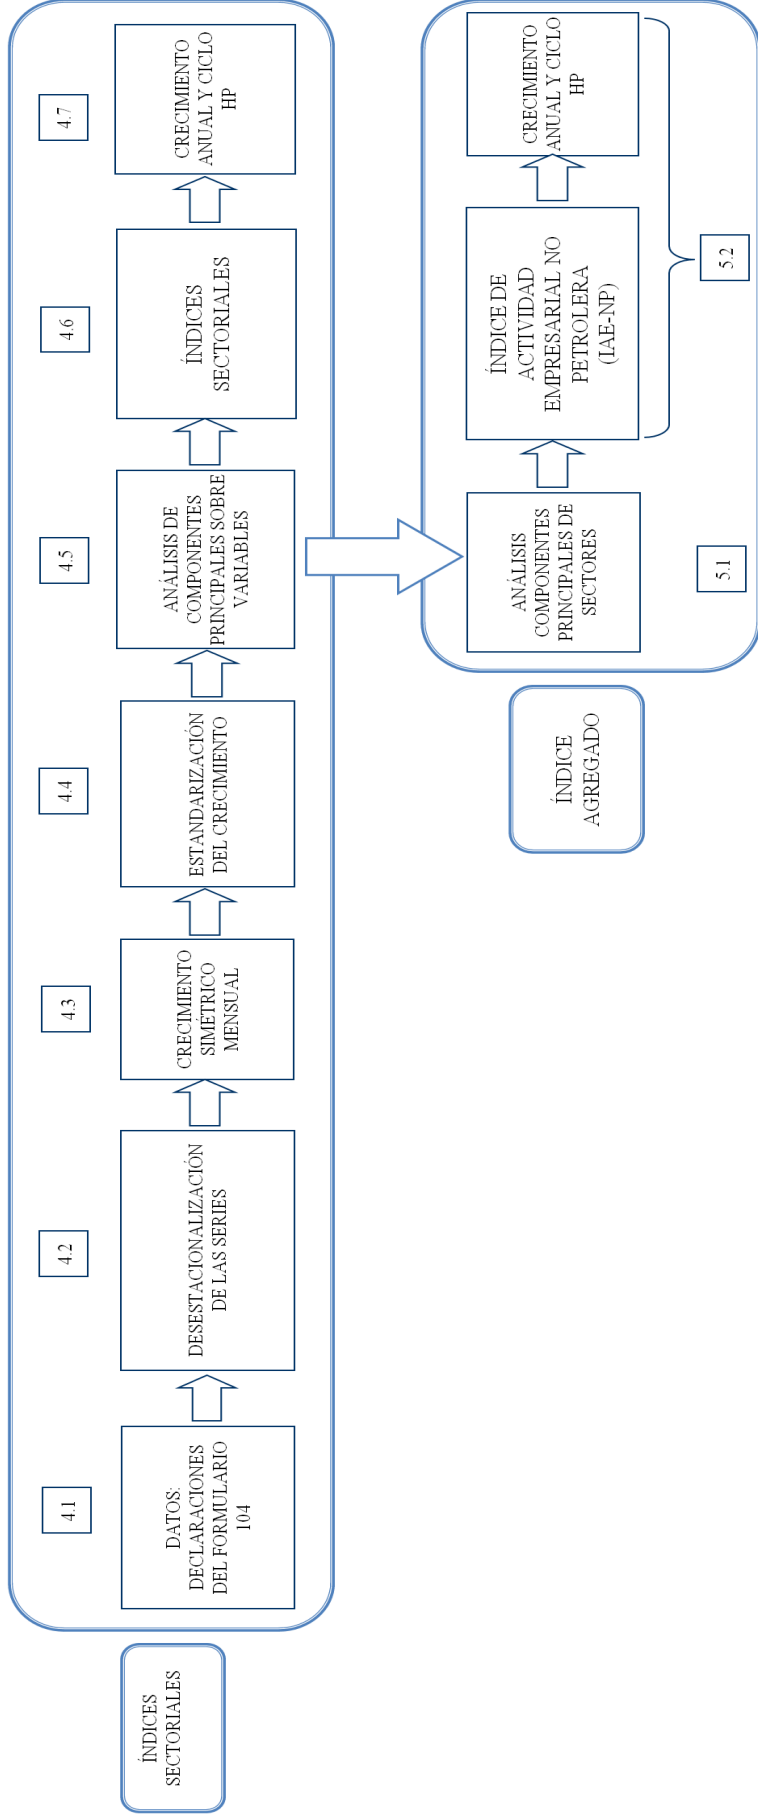 ÍNDICES
SECTORIALES
4.1
DATOS:
DECLARACIONES
DEL FORMULARIO
104
4.2
DESESTACIONALIZACIÓN
DE LAS SERIES
4.3
CRECIMIENTO
SIMÉTRICO
MENSUAL
4.4
ESTANDARIZACIÓN
DEL CRECIMIENTO
4.5
ANÁLISIS DE
COMPONENTES
PRINCIPALES SOBRE
VARIABLES
4.6
ÍNDICES
SECTORIALES
4.7
CRECIMIENTO
ANUAL Y CICLO
HP
ÍNDICE
AGREGADO
ANÁLISIS
COMPONENTES
PRINCIPALES DE
SECTORES
5.1
ÍNDICE DE
ACTIVIDAD
EMPRESARIAL NO
PETROLERA
(IAE-NP)
CRECIMIENTO
ANUAL Y CICLO
HP
5.2